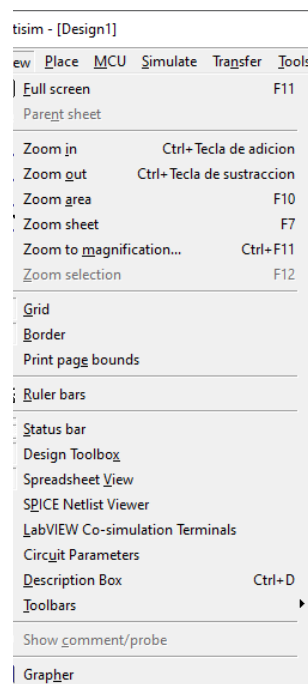 tisim - [Design1]
ew Place MCU Simulate Transfer Tools
Full screen F11
Parent sheet
Zoom in Ctrl+Tecla de adicion
Zoom out Ctrl+Tecla de sustraccion
Zoom area F10
Zoom sheet F7
Zoom to magnification... Ctrl+F11
Zoom selection F12
Grid
Border
Print page bounds
Ruler bars
Status bar
Design Toolbox
Spreadsheet View
SPICE Netlist Viewer
LabVIEW Co-simulation Terminals
Circuit Parameters
Description Box Ctrl+D
Toolbars
Show comment/probe
Grapher